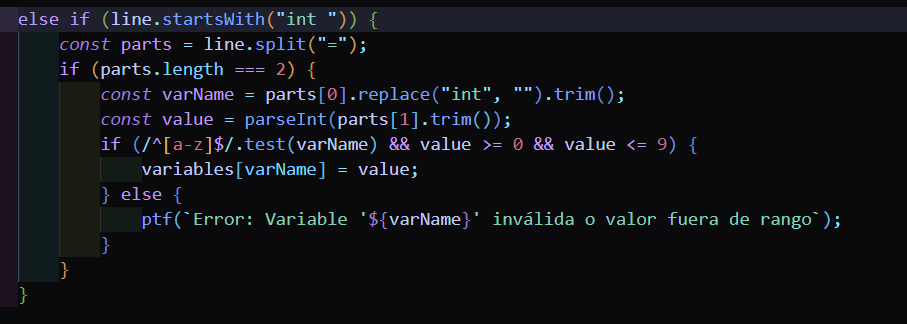 else if (line.startsWith("int ")) {
const parts = line.split("=");
if (parts.length === 2) {
const varName = parts[0].replace("int", "").trim();
const value = parseInt(parts[1].trim());
if (/^[a-z]$/.test(varName) && value >= 0 && value <= 9) {
variables[varName] = value;
} else {
ptf(`Error: Variable '${varName}' inválida o valor fuera de rango`);
}
}
}